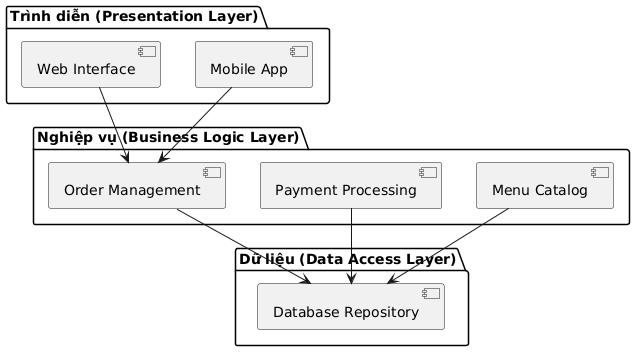 Trình diễn (Presentation Layer)
Web Interface
Mobile App
Nghiệp vụ (Business Logic Layer)
Order Management
Payment Processing
Menu Catalog
Dữ liệu (Data Access Layer)
Database Repository